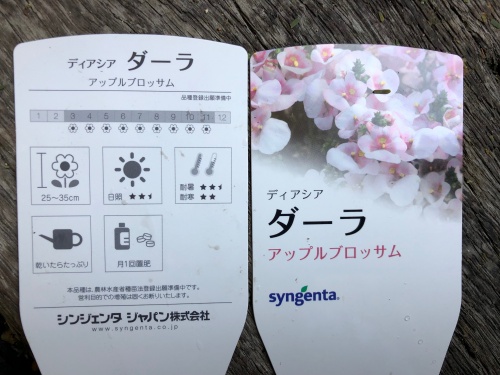 ディアシア ダーラ
アップルブロッサム
品種登録出願準備中
1 2 3 4 5 6 7 8 9 10 11 12
25~35cm
日照 ★★⯨
耐暑 ★★⯨
耐寒 ★★
乾いたらたっぷり
月1回置肥
本品種は、農林水産省種苗法登録出願準備中です。
営利目的での増殖は固くお断りいたします。
シンジェンタ ジャパン株式会社
www.syngenta.co.jp
ディアシア
ダーラ
アップルブロッサム
syngenta